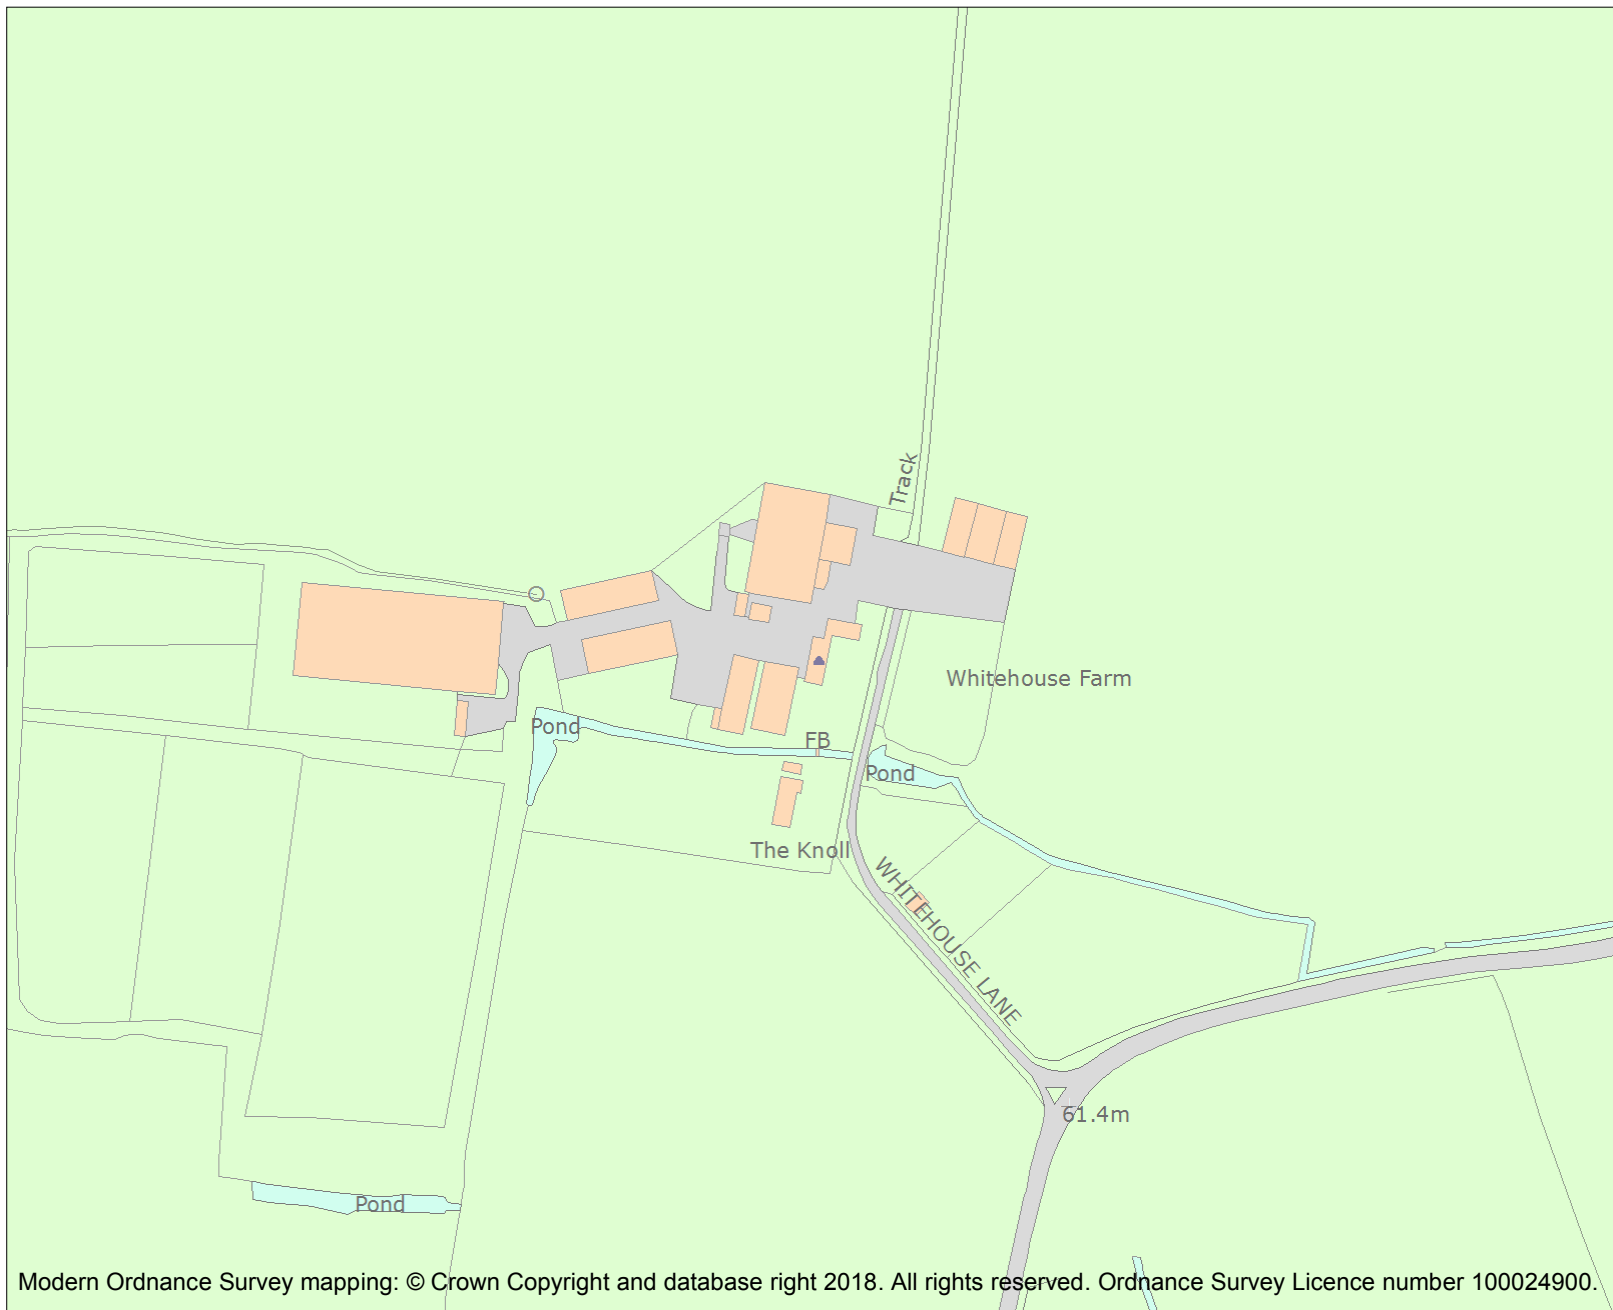 Track
Whitehouse Farm
Pond
FB
Pond
The Knoll
WHITEHOUSE LANE
61.4m
Pond
Modern Ordnance Survey mapping: © Crown Copyright and database right 2018. All rights reserved. Ordnance Survey Licence number 100024900.